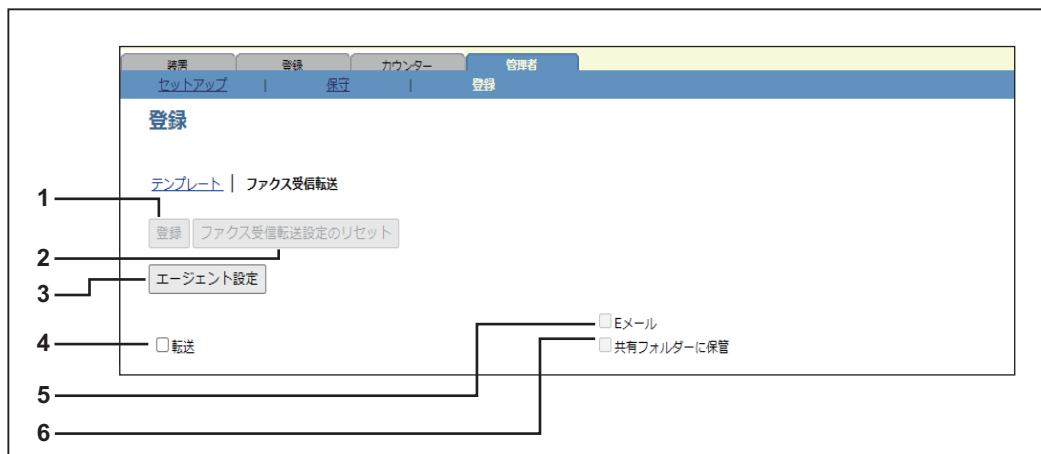 装置 登録 カウンター 管理者
セットアップ | 保守 | 登録
登録
テンプレート | ファクス受信転送
1
登録 ファクス受信転送設定のリセット
2
エージェント設定
3
Eメール
4 転送 共有フォルダーに保管
5
6